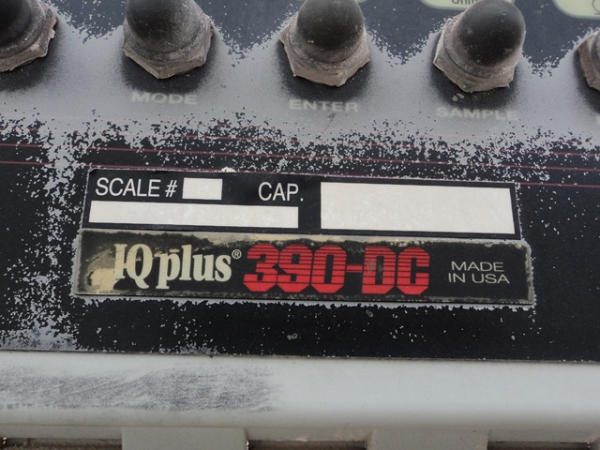 MODE
ENTER
SAMPLE
SCALE #
CAP.
IQ plus® 390-DC
MADE
IN USA